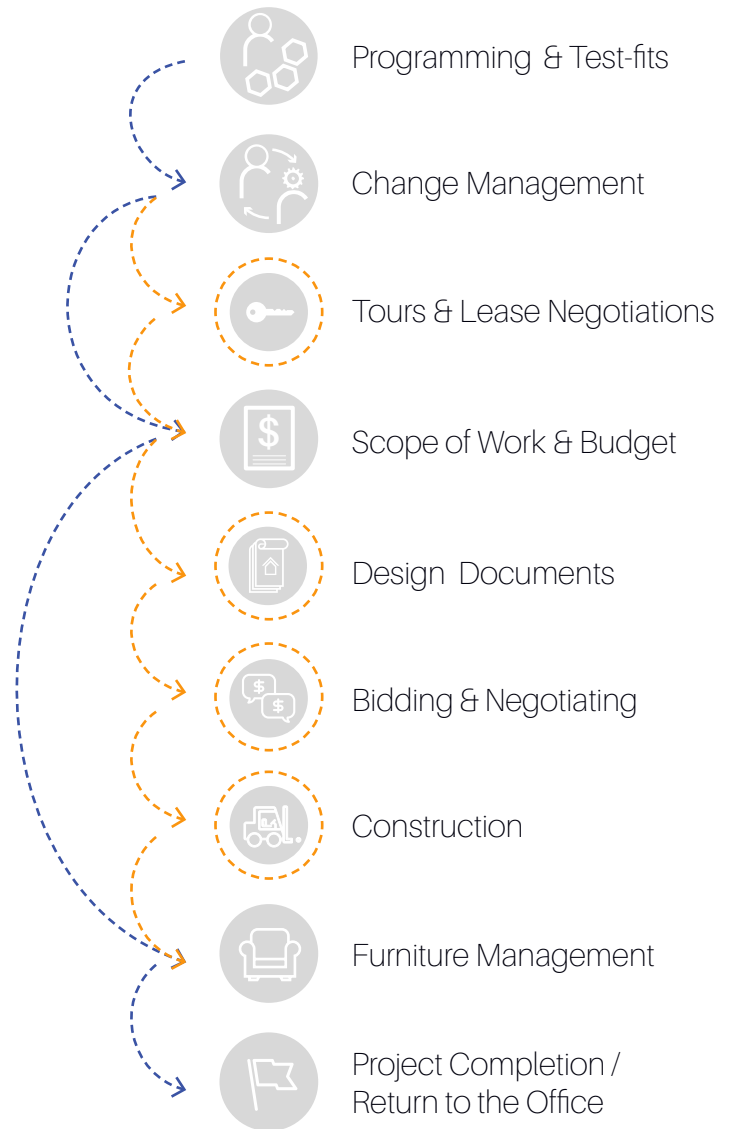 Programming & Test-fits
Change Management
Tours & Lease Negotiations
$
Scope of Work & Budget
Design Documents
$
$
Bidding & Negotiating
Construction
Furniture Management
Project Completion /
Return to the Office